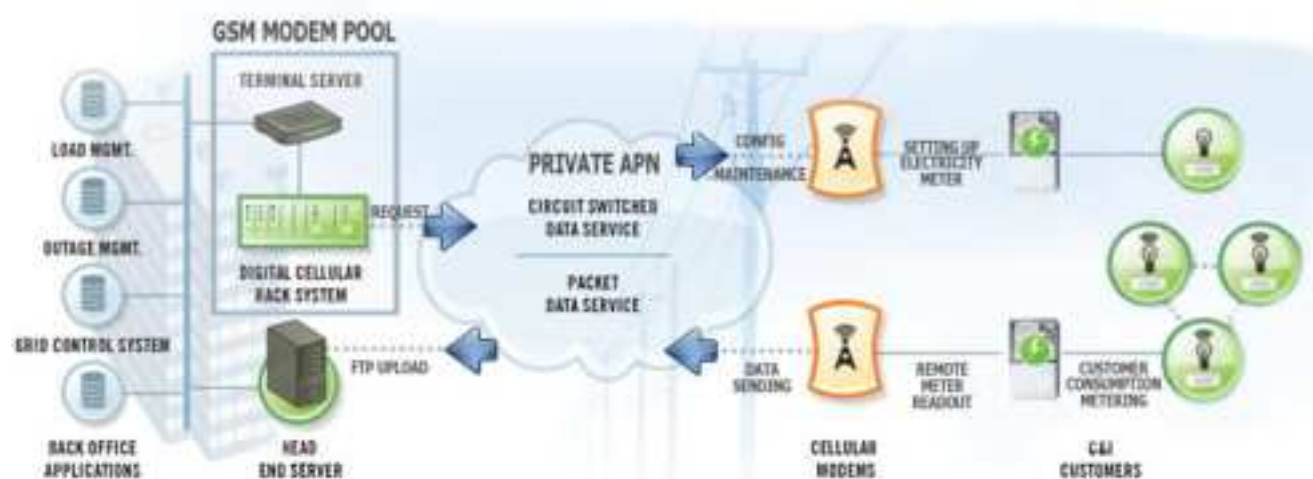 GSM MODEM POOL
TERMINAL SERVER
LOAD MGMT.
OUTAGE MGMT.
GRID CONTROL SYSTEM
BACK OFFICE
APPLICATIONS
REQUEST
DIGITAL CELLULAR
RACK SYSTEM
FTP UPLOAD
HEAD
END SERVER
PRIVATE APN
CIRCUIT SWITCHED
DATA SERVICE
PACKET
DATA SERVICE
CONFIG
MAINTENANCE
SETTING UP
ELECTRICITY
METER
DATA
SENDING
REMOTE
METER
READOUT
CUSTOMER
CONSUMPTION
METERING
CELLULAR
MODEMS
C&I
CUSTOMERS